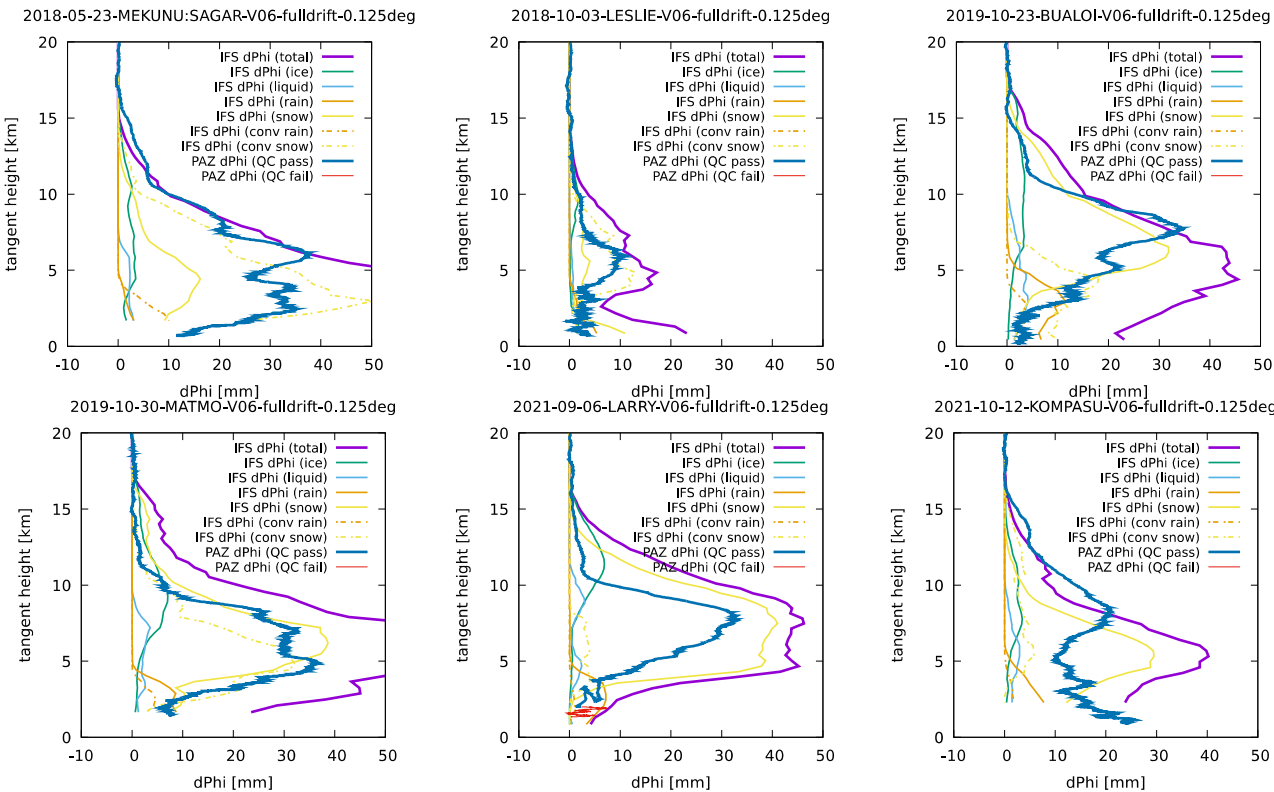 2018-05-23-MEKUNU:SAGAR-V06-fulldrift-0.125deg
20
15
10
5
0
tangent height [km]
IFS dPhi (total)
IFS dPhi (ice)
IFS dPhi (liquid)
IFS dPhi (rain)
IFS dPhi (snow)
IFS dPhi (conv rain)
IFS dPhi (conv snow)
PAZ dPhi (QC pass)
PAZ dPhi (QC fail)
-10 0 10 20 30 40 50
dPhi [mm]
2018-10-03-LESLIE-V06-fulldrift-0.125deg
20
15
10
5
0
tangent height [km]
IFS dPhi (total)
IFS dPhi (ice)
IFS dPhi (liquid)
IFS dPhi (rain)
IFS dPhi (snow)
IFS dPhi (conv rain)
IFS dPhi (conv snow)
PAZ dPhi (QC pass)
PAZ dPhi (QC fail)
-10 0 10 20 30 40 50
dPhi [mm]
2019-10-23-BUALOI-V06-fulldrift-0.125deg
20
15
10
5
0
tangent height [km]
IFS dPhi (total)
IFS dPhi (ice)
IFS dPhi (liquid)
IFS dPhi (rain)
IFS dPhi (snow)
IFS dPhi (conv rain)
IFS dPhi (conv snow)
PAZ dPhi (QC pass)
PAZ dPhi (QC fail)
-10 0 10 20 30 40 50
dPhi [mm]
2019-10-30-MATMO-V06-fulldrift-0.125deg
20
15
10
5
0
tangent height [km]
IFS dPhi (total)
IFS dPhi (ice)
IFS dPhi (liquid)
IFS dPhi (rain)
IFS dPhi (snow)
IFS dPhi (conv rain)
IFS dPhi (conv snow)
PAZ dPhi (QC pass)
PAZ dPhi (QC fail)
-10 0 10 20 30 40 50
dPhi [mm]
2021-09-06-LARRY-V06-fulldrift-0.125deg
20
15
10
5
0
tangent height [km]
IFS dPhi (total)
IFS dPhi (ice)
IFS dPhi (liquid)
IFS dPhi (rain)
IFS dPhi (snow)
IFS dPhi (conv rain)
IFS dPhi (conv snow)
PAZ dPhi (QC pass)
PAZ dPhi (QC fail)
-10 0 10 20 30 40 50
dPhi [mm]
2021-10-12-KOMPASU-V06-fulldrift-0.125deg
20
15
10
5
0
tangent height [km]
IFS dPhi (total)
IFS dPhi (ice)
IFS dPhi (liquid)
IFS dPhi (rain)
IFS dPhi (snow)
IFS dPhi (conv rain)
IFS dPhi (conv snow)
PAZ dPhi (QC pass)
PAZ dPhi (QC fail)
-10 0 10 20 30 40 50
dPhi [mm]